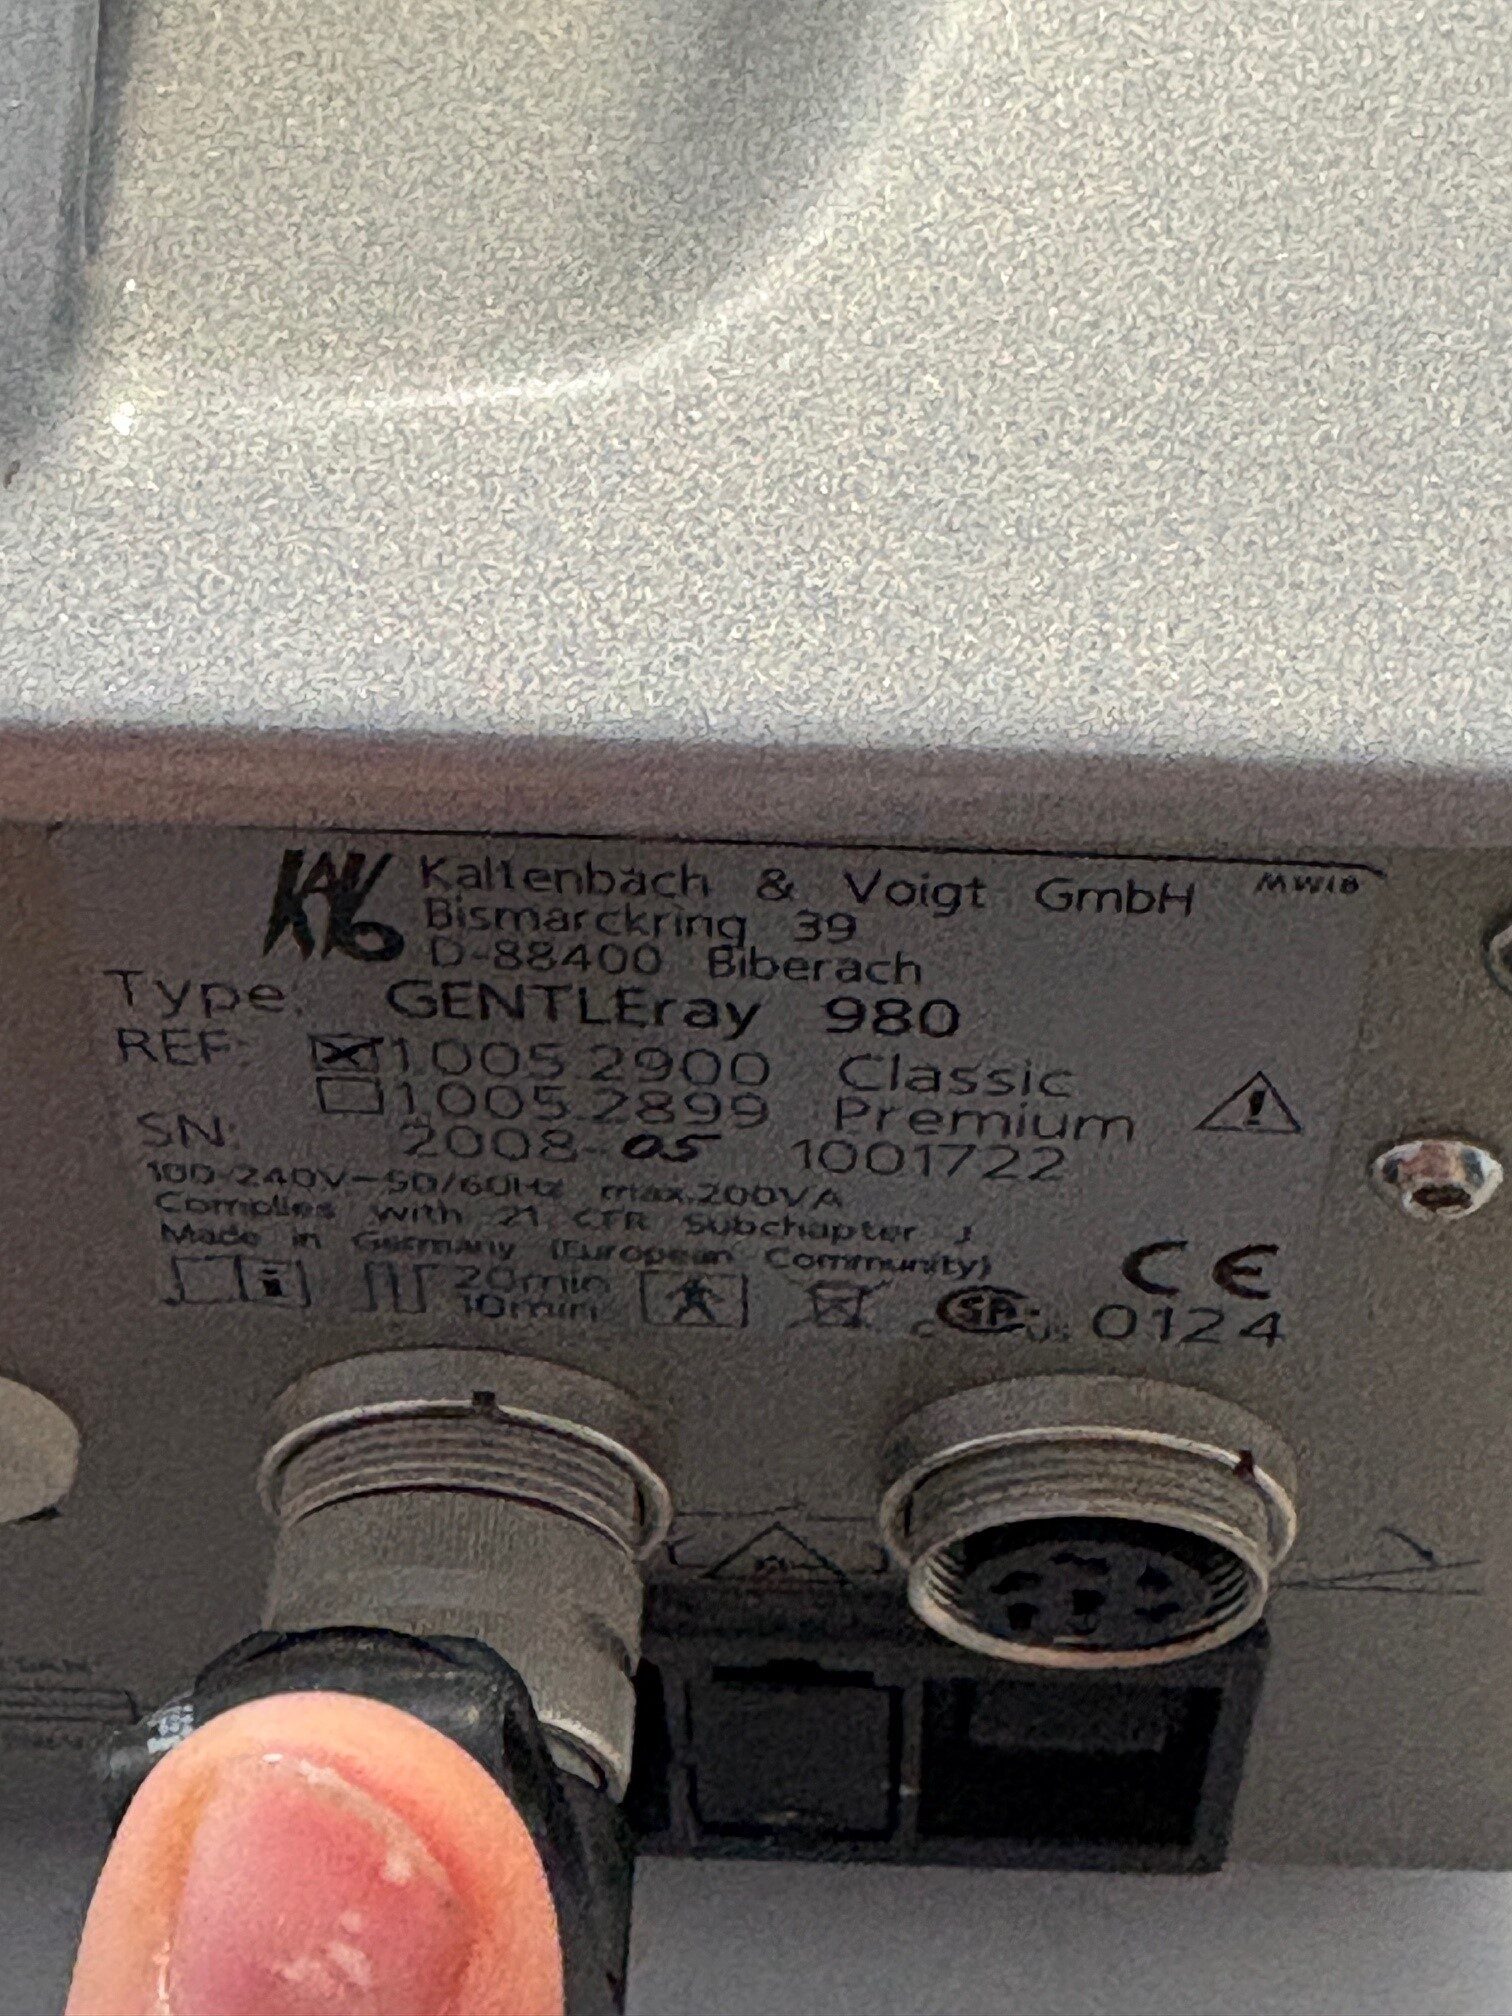 KAVO Kaltenbach & Voigt GmbH MW18
Bismarckring 39
D-88400 Biberach
Type: GENTLEray 980
REF: 1.005.2900 Classic
1.005.2899 Premium
SN: 2008-05 1001722
100-240V~50/60Hz max.200VA
Complies with 21 CFR Subchapter J
Made in Germany (European Community)
20min
10min
CE
SA US 0124